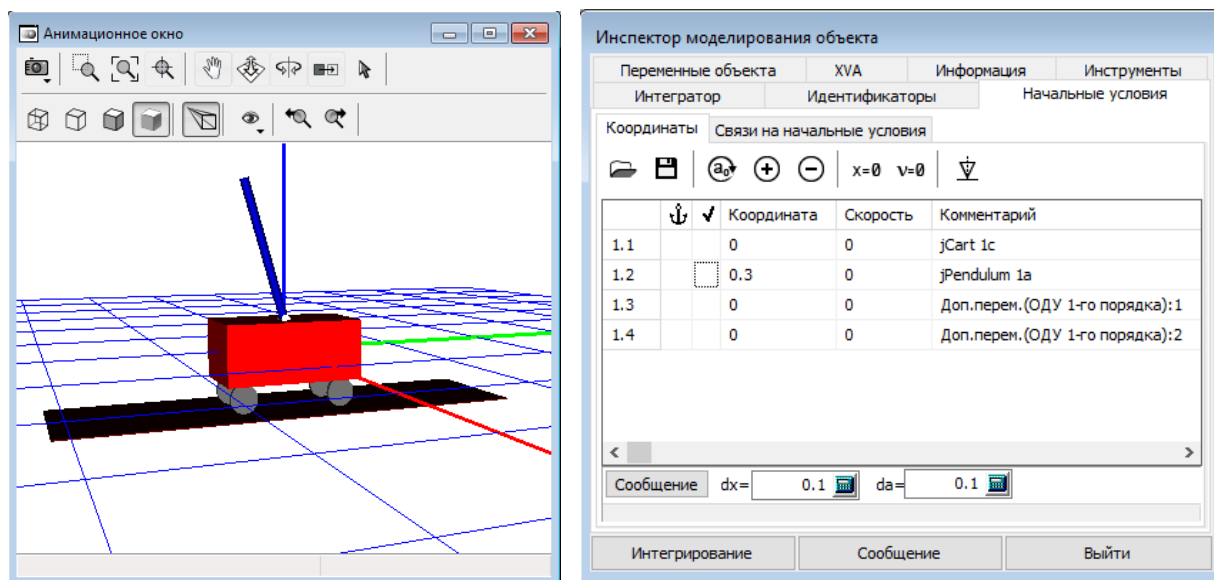 Анимационное окно
Инспектор моделирования объекта
Переменные объекта XVA Информация Инструменты
Интегратор Идентификаторы Начальные условия
Координаты Связи на начальные условия
x=0 v=0
Координата Скорость Комментарий
1.1 0 0 jCart 1c
1.2 0.3 0 jPendulum 1a
1.3 0 0 Доп.перем.(ОДУ 1-го порядка):1
1.4 0 0 Доп.перем.(ОДУ 1-го порядка):2
Сообщение dx= 0.1 da= 0.1
Интегрирование Сообщение Выйти